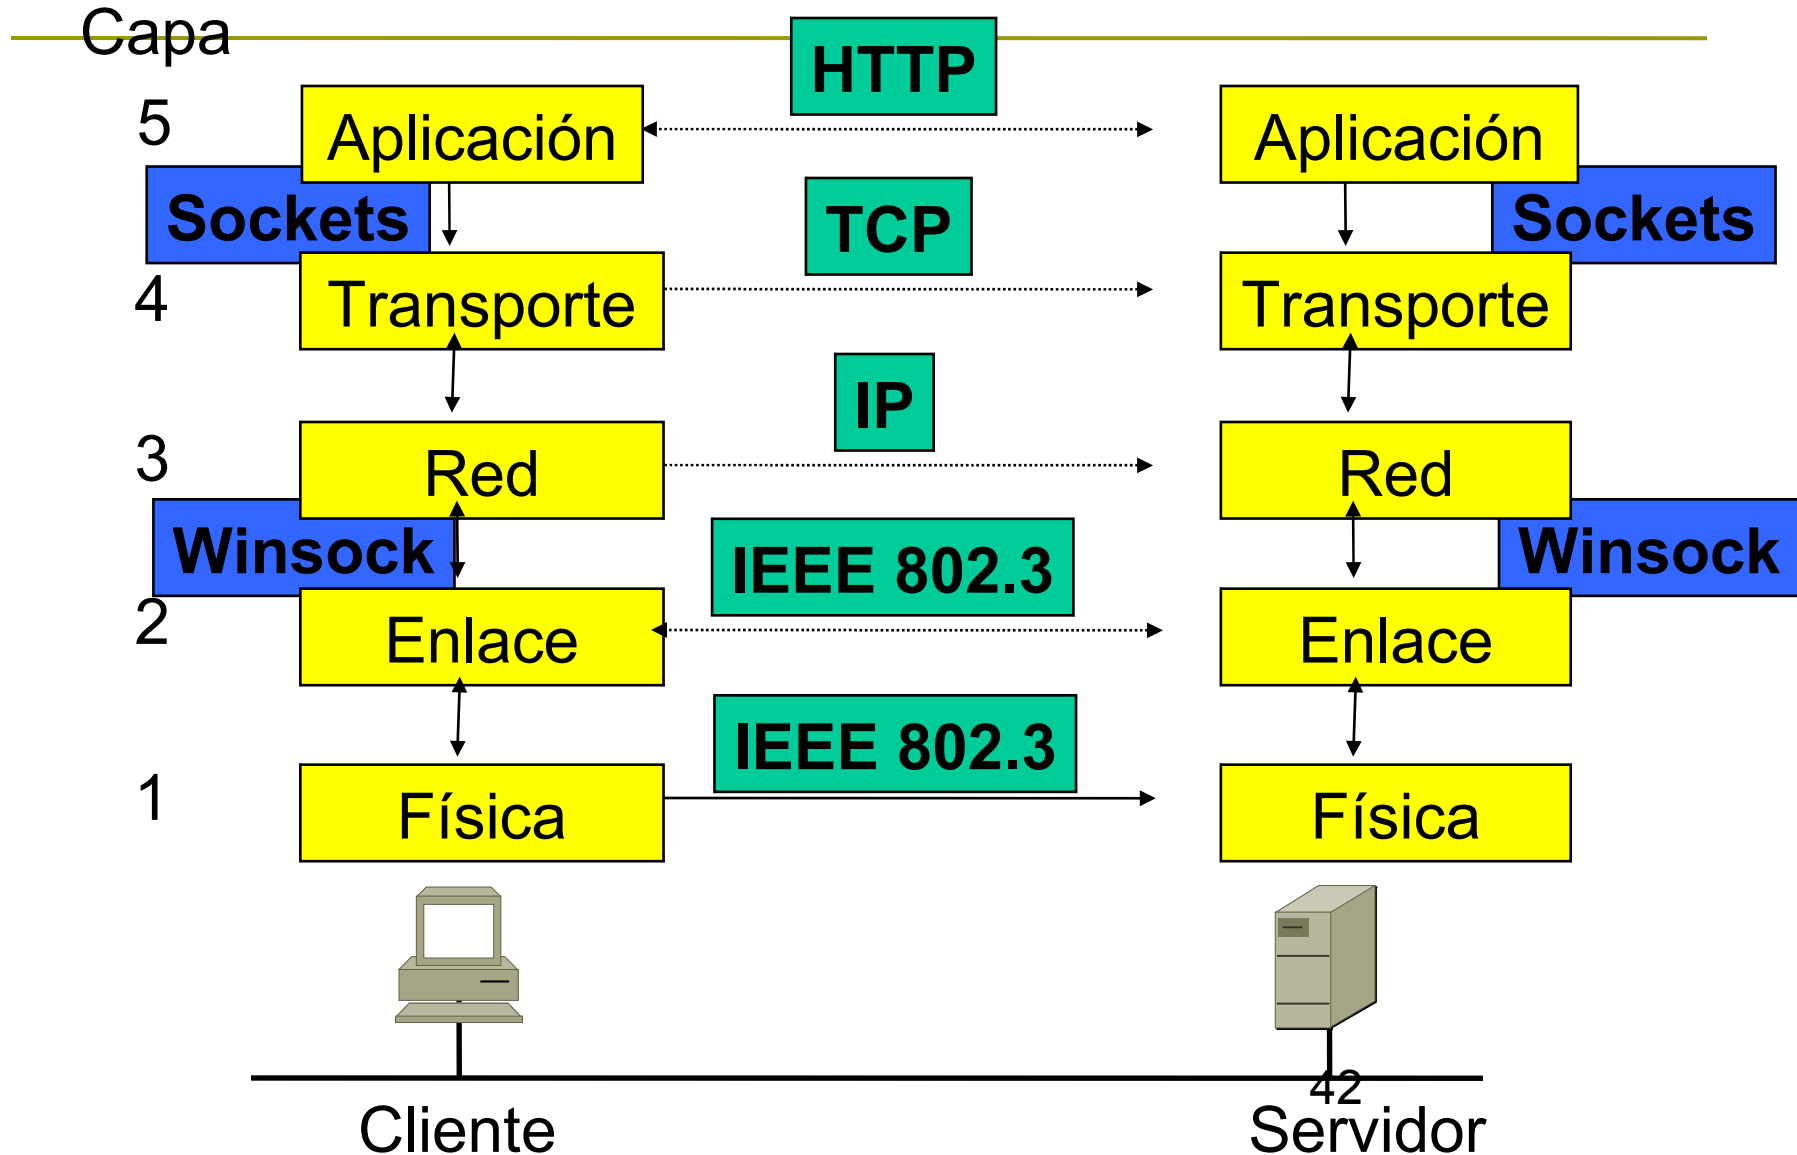 Capa
HTTP
5
Aplicación
Aplicación
Sockets
TCP
Sockets
4
Transporte
Transporte
IP
3
Red
Red
Winsock
IEEE 802.3
Winsock
2
Enlace
Enlace
IEEE 802.3
1
Física
Física
42
Cliente
Servidor